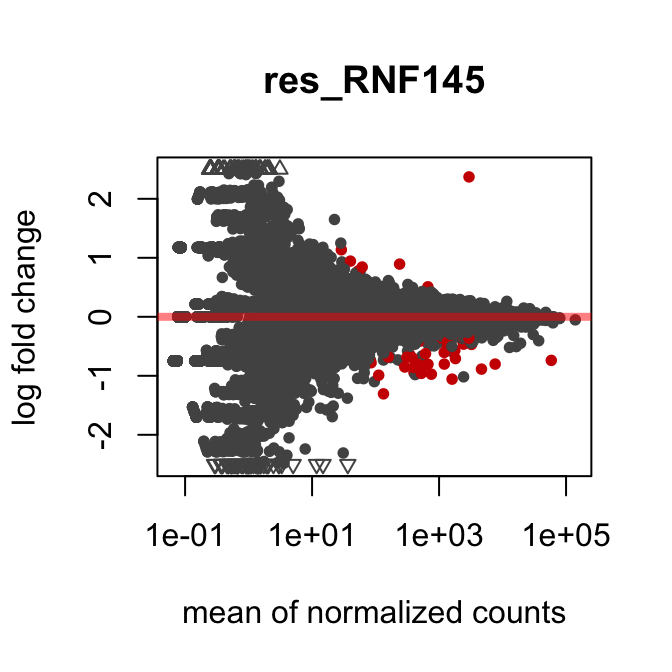 res_RNF145
log fold change
2
1
0
-1
-2
1e-01 1e+01 1e+03 1e+05
mean of normalized counts